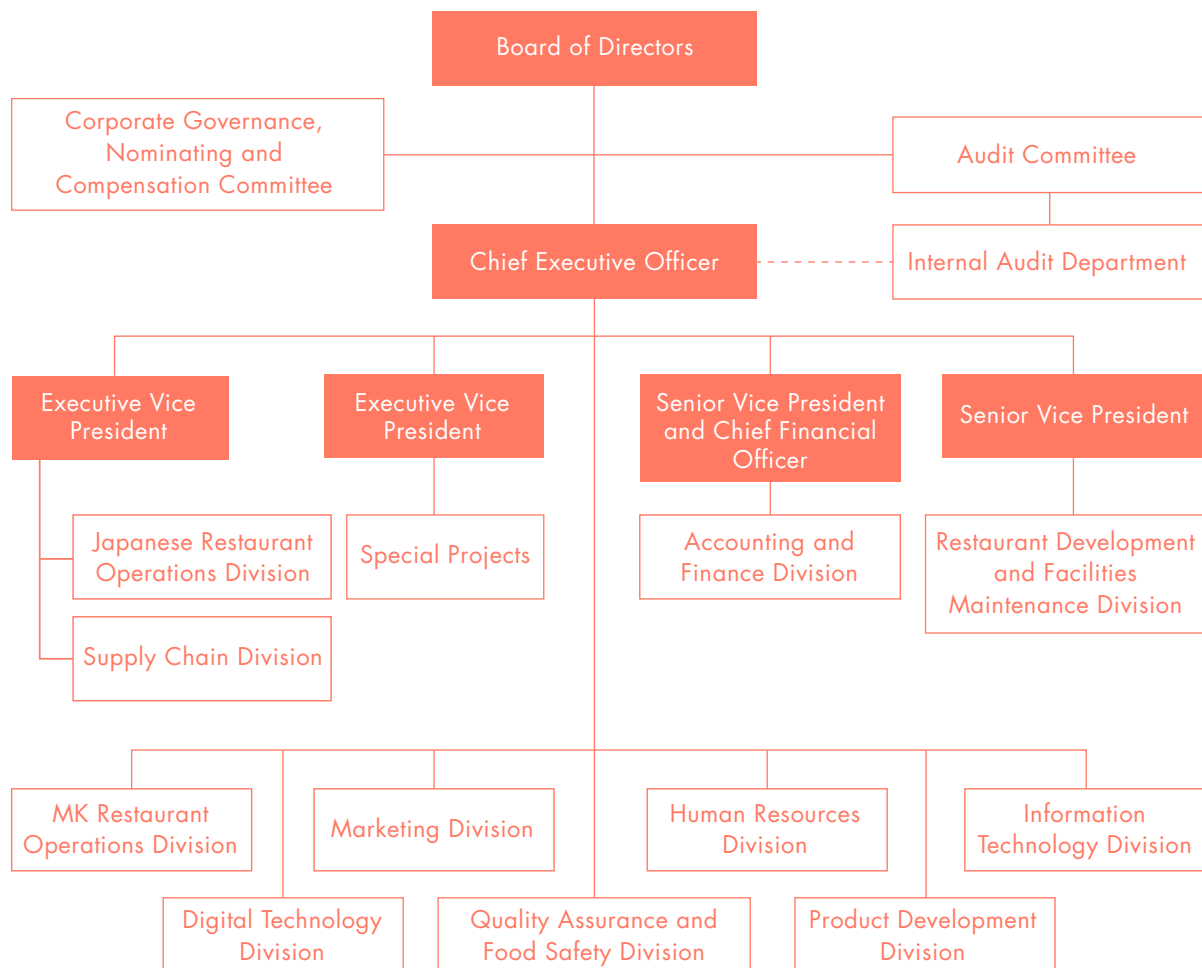 Board of Directors
Corporate Governance,
Nominating and
Compensation Committee
Audit Committee
Chief Executive Officer
Internal Audit Department
Executive Vice
President
Executive Vice
President
Senior Vice President
and Chief Financial
Officer
Senior Vice President
Japanese Restaurant
Operations Division
Special Projects
Accounting and
Finance Division
Restaurant Development
and Facilities
Maintenance Division
Supply Chain Division
MK Restaurant
Operations Division
Marketing Division
Human Resources
Division
Information
Technology Division
Digital Technology
Division
Quality Assurance and
Food Safety Division
Product Development
Division